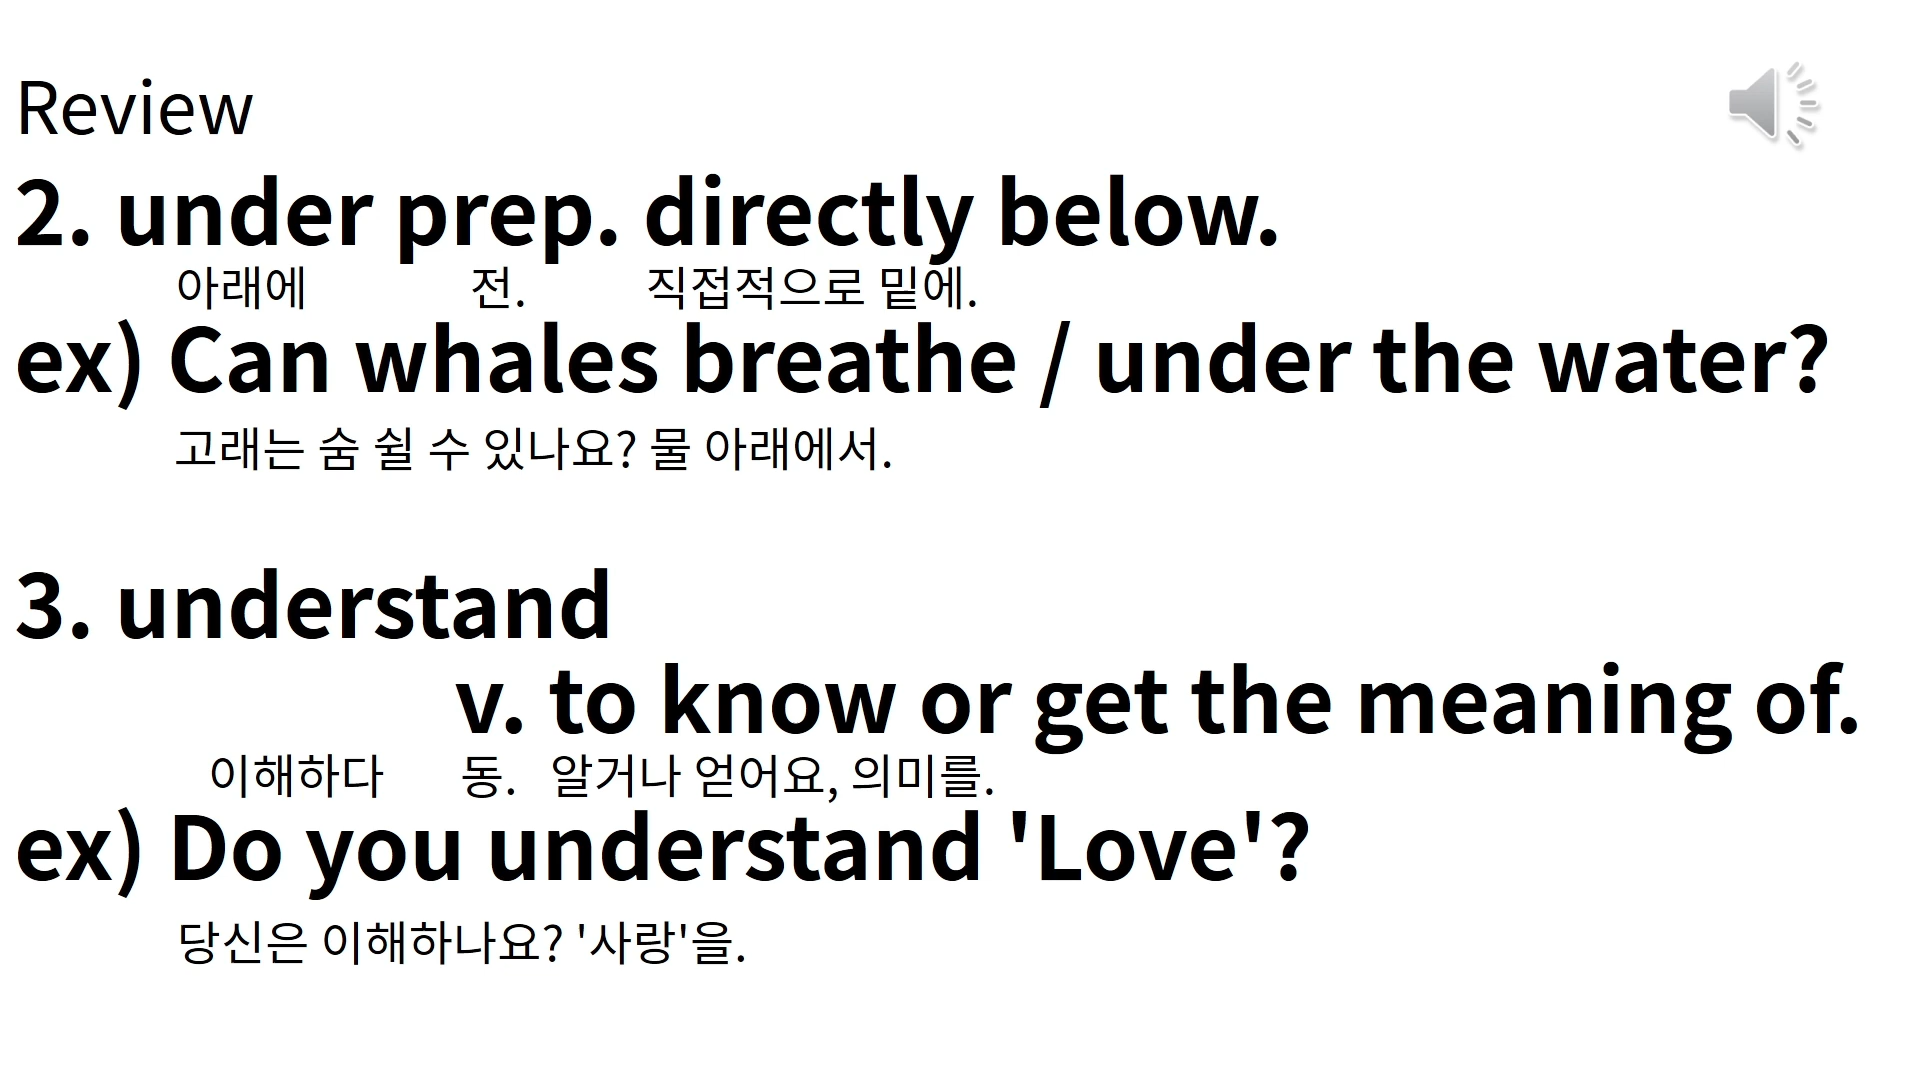 Review
2. under prep. directly below.
아래에 전. 직접적으로 밑에.
ex) Can whales breathe / under the water?
고래는 숨 쉴 수 있나요? 물 아래에서.
3. understand
v. to know or get the meaning of.
이해하다 동. 알거나 얻어요, 의미를.
ex) Do you understand 'Love'?
당신은 이해하나요? '사랑'을.